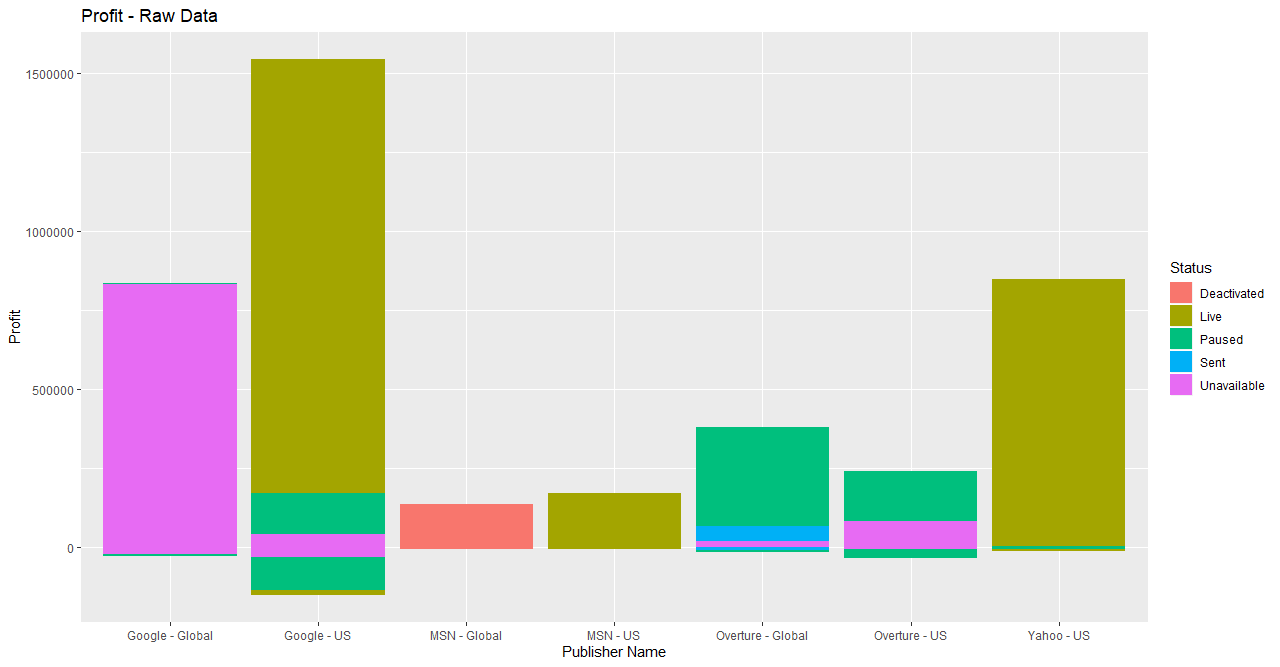 Profit - Raw Data
1500000
1000000
500000
0
Profit
Google - Global
Google - US
MSN - Global
MSN - US
Overture - Global
Overture - US
Yahoo - US
Publisher Name
Status
Deactivated
Live
Paused
Sent
Unavailable